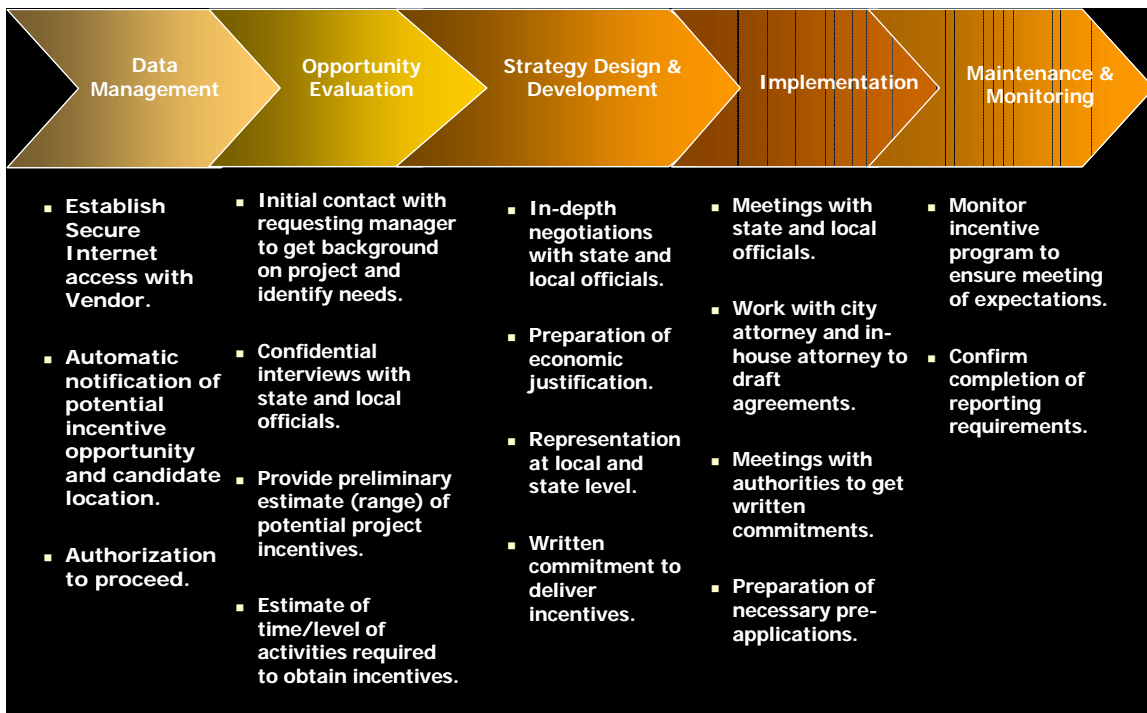 Data
Management
Opportunity
Evaluation
Strategy Design &
Development
Implementation
Maintenance &
Monitoring
Establish
Secure
Internet
access with
Vendor.
Automatic
notification of
potential
incentive
opportunity
and candidate
location.
Authorization
to proceed.
Initial contact with
requesting manager
to get background
on project and
identify needs.
Confidential
interviews with
state and local
officials.
Provide preliminary
estimate (range) of
potential project
incentives.
Estimate of
time/level of
activities required
to obtain incentives.
In-depth
negotiations
with state and
local officials.
Preparation of
economic
justification.
Representation
at local and
state level.
Written
commitment to
deliver
incentives.
Meetings with
state and local
officials.
Work with city
attorney and in-
house attorney to
draft
agreements.
Meetings with
authorities to get
written
commitments.
Preparation of
necessary pre-
applications.
Monitor
incentive
program to
ensure meeting
of expectations.
Confirm
completion of
reporting
requirements.